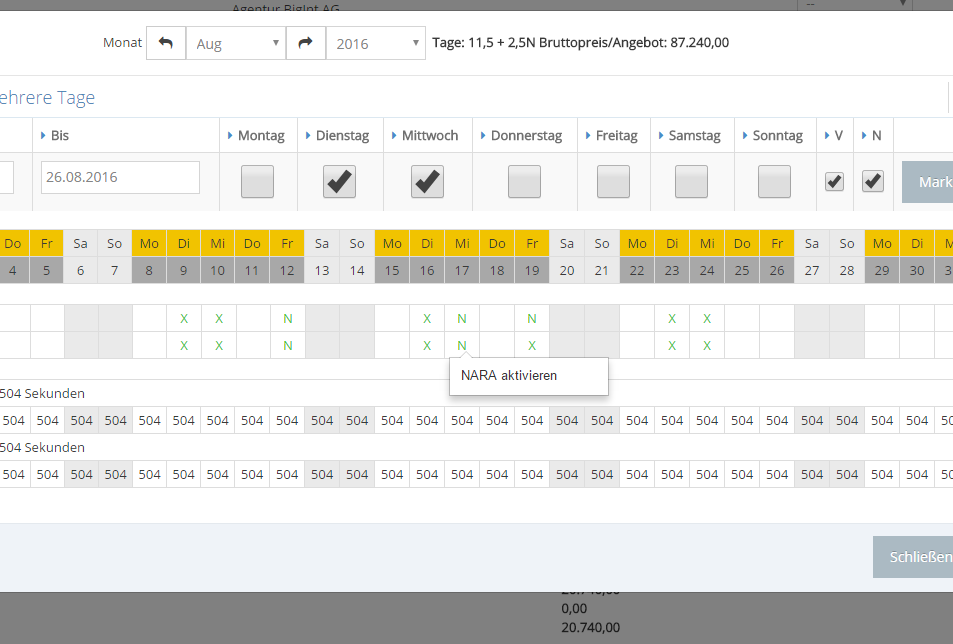 Agentur BigInt AG
--
Monat Aug 2016 Tage: 11,5 + 2,5N Bruttopreis/Angebot: 87.240,00
ehrere Tage
Bis Montag Dienstag Mittwoch Donnerstag Freitag Samstag Sonntag V N
26.08.2016 Mark
Do Fr Sa So Mo Di Mi Do Fr Sa So Mo Di Mi Do Fr Sa So Mo Di Mi Do Fr Sa So Mo Di M
4 5 6 7 8 9 10 11 12 13 14 15 16 17 18 19 20 21 22 23 24 25 26 27 28 29 30 3
X X N X N N X X
X X N X N X X X
NARA aktivieren
504 Sekunden
504 504 504 504 504 504 504 504 504 504 504 504 504 504 504 504 504 504 504 504 504 504 504 504 504 504 504 50
504 Sekunden
504 504 504 504 504 504 504 504 504 504 504 504 504 504 504 504 504 504 504 504 504 504 504 504 504 504 504 50
Schließen
20.740,00
0,00
20.740,00